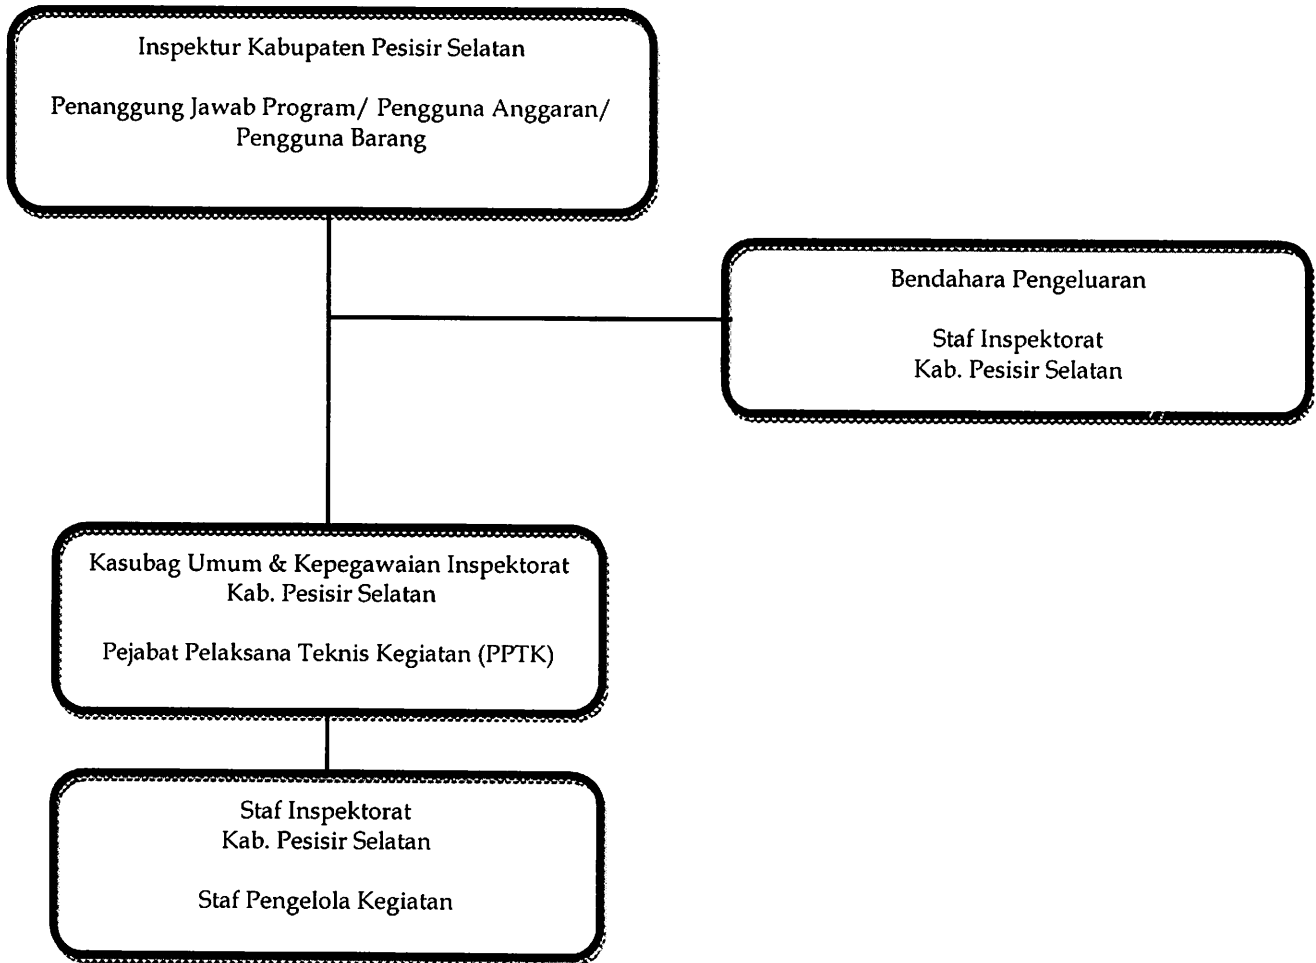 Inspektur Kabupaten Pesisir Selatan
Penanggung Jawab Program/ Pengguna Anggaran/
Pengguna Barang
Bendahara Pengeluaran
Staf Inspektorat
Kab. Pesisir Selatan
Kasubag Umum & Kepegawaian Inspektorat
Kab. Pesisir Selatan
Pejabat Pelaksana Teknis Kegiatan (PPTK)
Staf Inspektorat
Kab. Pesisir Selatan
Staf Pengelola Kegiatan